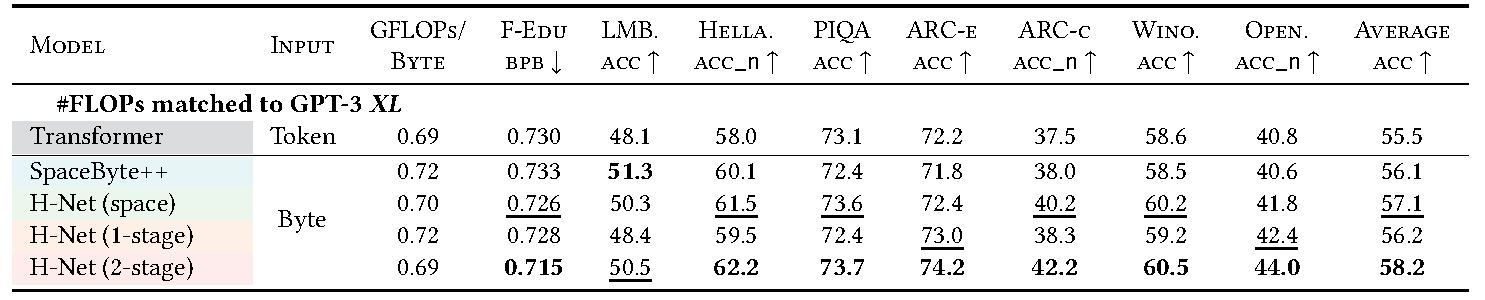 MODEL INPUT GFLOPs/ BYTE F-EDU BPB ↓ LMB. ACC ↑ HELLA. ACC_N ↑ PIQA ACC ↑ ARC-E ACC ↑ ARC-C ACC_N ↑ WINO. ACC ↑ OPEN. ACC_N ↑ AVERAGE ACC ↑
#FLOPs matched to GPT-3 XL
Transformer Token 0.69 0.730 48.1 58.0 73.1 72.2 37.5 58.6 40.8 55.5
SpaceByte++ 0.72 0.733 51.3 60.1 72.4 71.8 38.0 58.5 40.6 56.1
H-Net (space) Byte 0.70 0.726 50.3 61.5 73.6 72.4 40.2 60.2 41.8 57.1
H-Net (1-stage) 0.72 0.728 48.4 59.5 72.4 73.0 38.3 59.2 42.4 56.2
H-Net (2-stage) 0.69 0.715 50.5 62.2 73.7 74.2 42.2 60.5 44.0 58.2